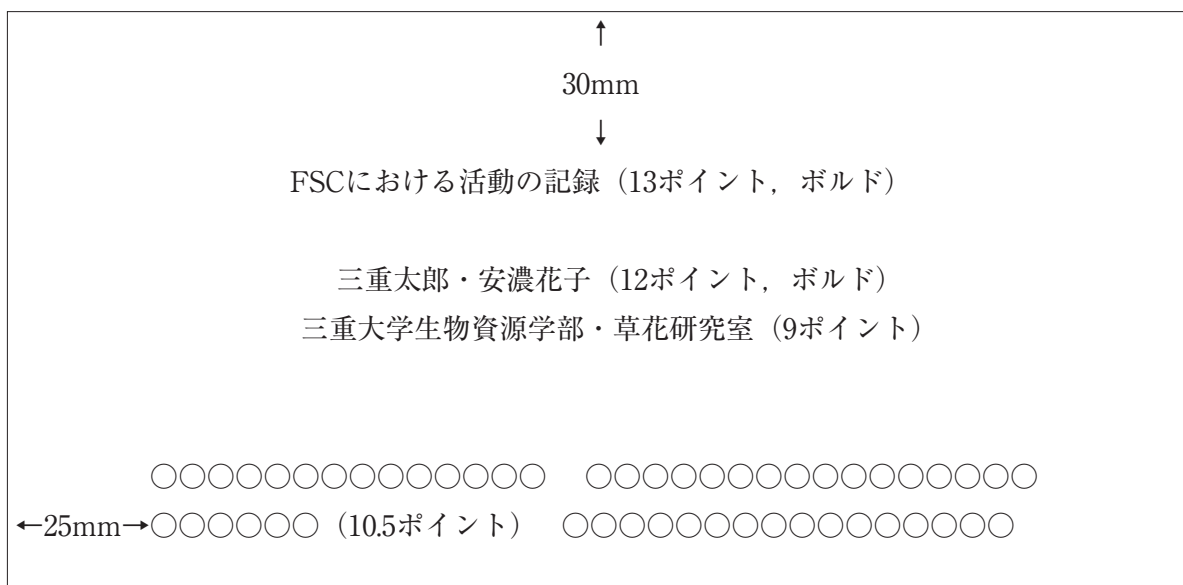 ↑
30mm
↓
FSCにおける活動の記録（13ポイント，ボルド）
三重太郎・安濃花子（12ポイント，ボルド）
三重大学生物資源学部・草花研究室（9ポイント）
○○○○○○○○○○○○○○　○○○○○○○○○○○○○○○○
←25mm→○○○○○○（10.5ポイント）　○○○○○○○○○○○○○○○○